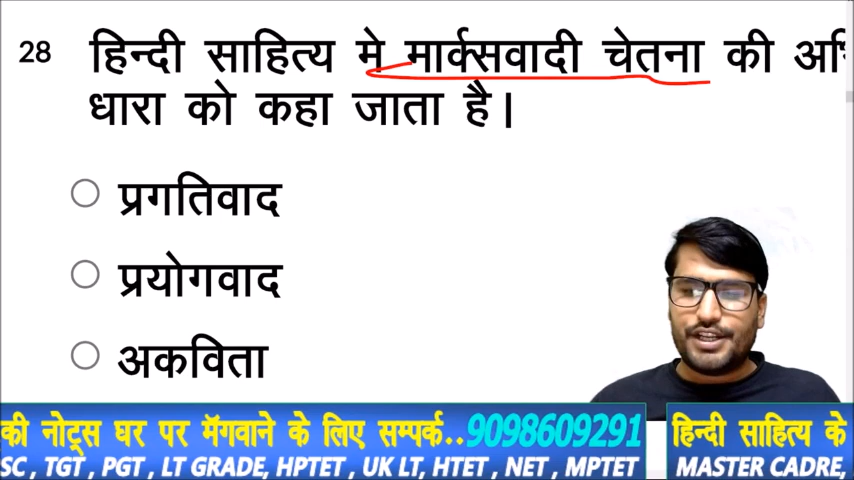 28 हिन्दी साहित्य मे मार्क्सवादी चेतना की
धारा को कहा जाता है।
प्रगतिवाद
प्रयोगवाद
अकविता
की नोट्स घर पर मॅगवाने के लिए सम्पर्क..9098609291 हिन्दी साहित्य के
SC , TGT , PGT , LT GRADE, HPTET , UK LT, HTET , NET , MPTET MASTER CADRE,